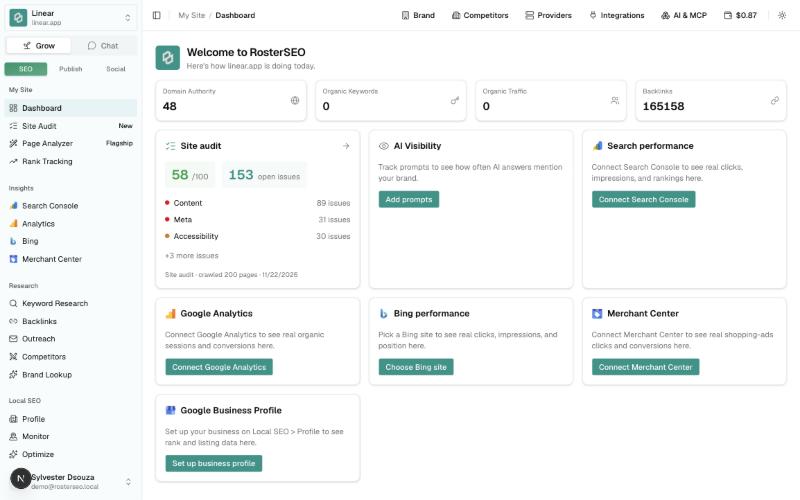 Linear
linear.app
My Site / Dashboard
Brand
Competitors
Providers
Integrations
AI & MCP
$0.87
Grow
Chat
SEO
Publish
Social
My Site
Dashboard
Site Audit New
Page Analyzer Flagship
Rank Tracking
Insights
Search Console
Analytics
Bing
Merchant Center
Research
Keyword Research
Backlinks
Outreach
Competitors
Brand Lookup
Local SEO
Profile
Monitor
Optimize
N
Sylvester Dsouza
demo@rosterseo.local
Welcome to RosterSEO
Here's how linear.app is doing today.
Domain Authority
48
Organic Keywords
0
Organic Traffic
0
Backlinks
165158
Site audit
58 /100
153 open issues
Content 89 issues
Meta 31 issues
Accessibility 30 issues
+3 more issues
Site audit · crawled 200 pages · 11/22/2026
AI Visibility
Track prompts to see how often AI answers mention
your brand.
Add prompts
Search performance
Connect Search Console to see real clicks,
impressions, and rankings here.
Connect Search Console
Google Analytics
Connect Google Analytics to see real organic
sessions and conversions here.
Connect Google Analytics
Bing performance
Pick a Bing site to see real clicks, impressions, and
position here.
Choose Bing site
Merchant Center
Connect Merchant Center to see real shopping-ads
clicks and conversions here.
Connect Merchant Center
Google Business Profile
Set up your business on Local SEO > Profile to see
rank and listing data here.
Set up business profile